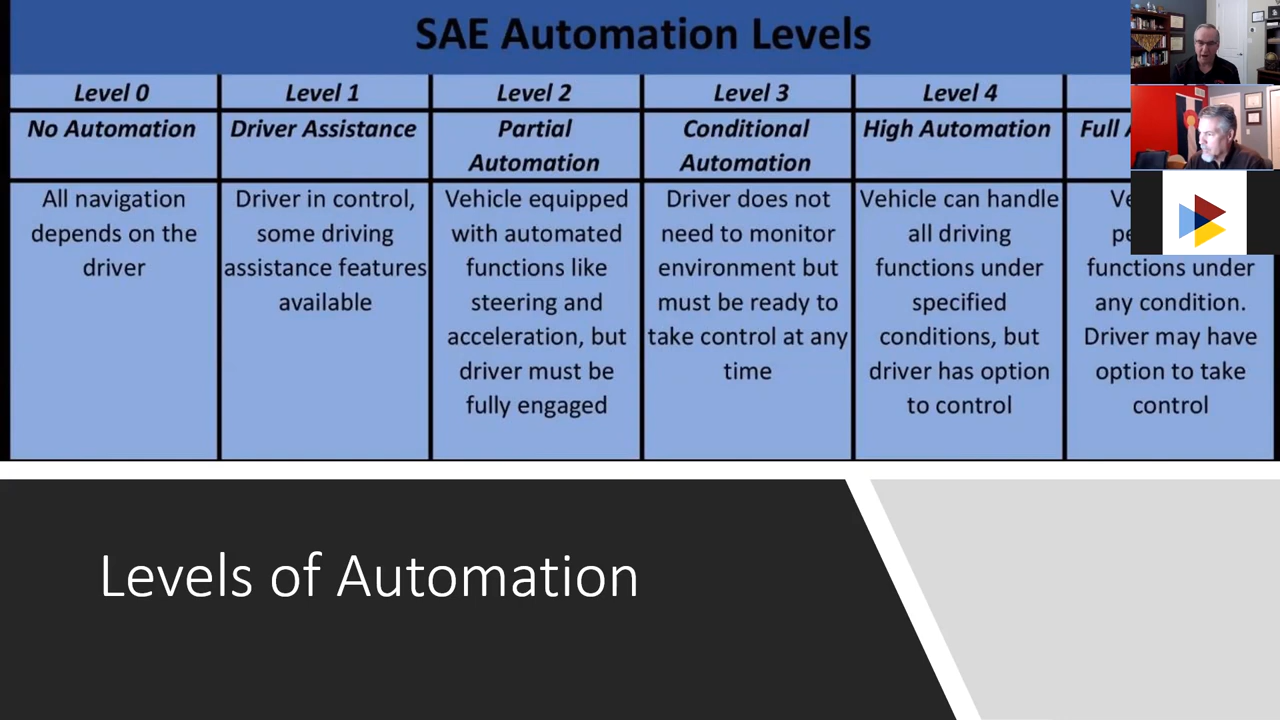 SAE Automation Levels
Level 0
Level 1
Level 2
Level 3
Level 4
No Automation
Driver Assistance
Partial
Automation
Conditional
Automation
High Automation
Full
All navigation
depends on the
driver
Driver in control,
some driving
assistance features
available
Vehicle equipped
with automated
functions like
steering and
acceleration, but
driver must be
fully engaged
Driver does not
need to monitor
environment but
must be ready to
take control at any
time
Vehicle can handle
all driving
functions under
specified
conditions, but
driver has option
to control
functions under
any condition.
Driver may have
option to take
control
Levels of Automation